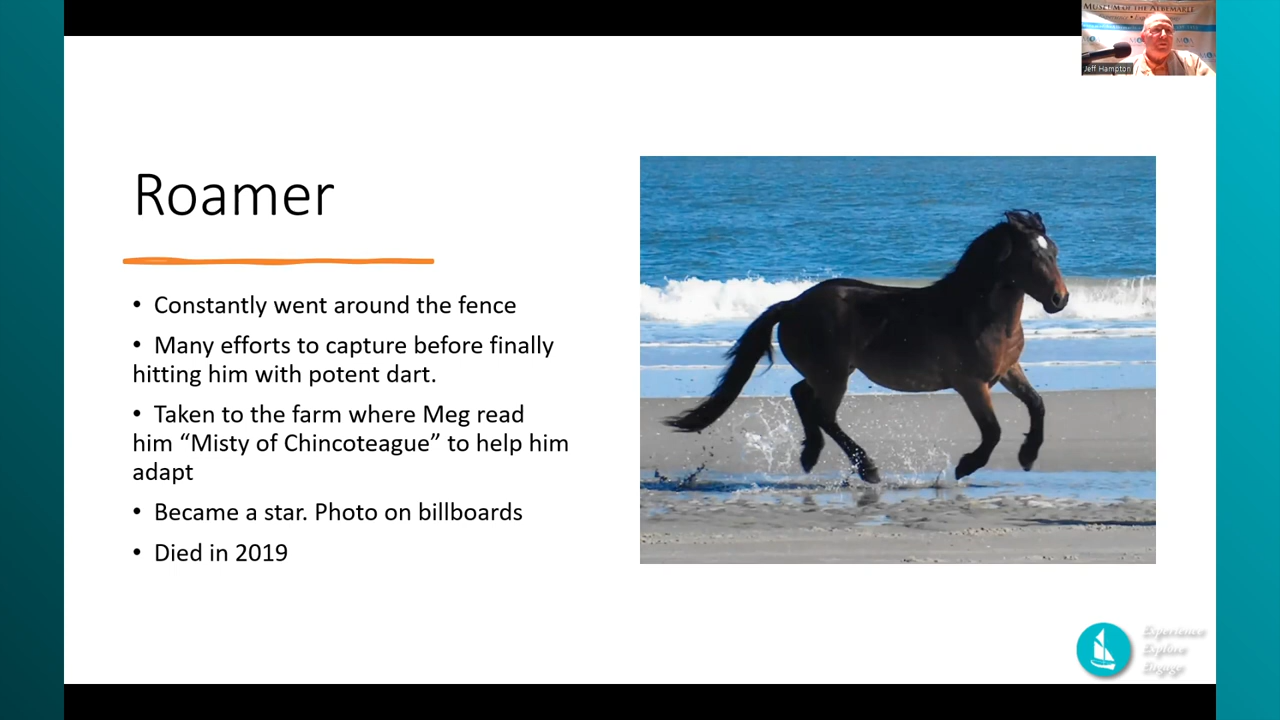 MUSEUM OF THE ALBEMARLE
Jeff Hampton
Roamer
• Constantly went around the fence
• Many efforts to capture before finally
hitting him with potent dart.
• Taken to the farm where Meg read
him “Misty of Chincoteague” to help him
adapt
• Became a star. Photo on billboards
• Died in 2019
Experience
Explore
Engage